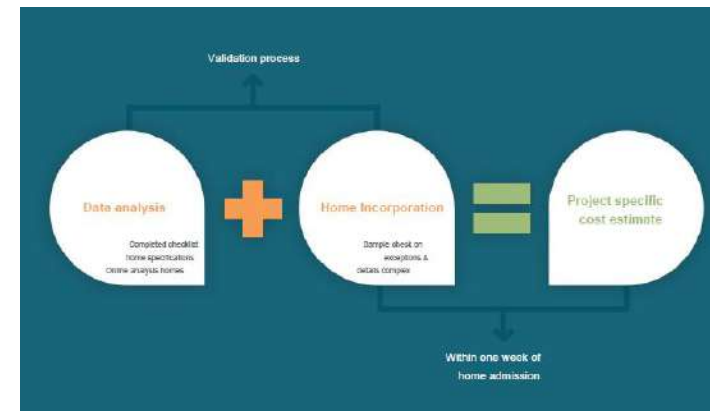 Validation process
Data analysis
Completed checklist
home specifications
Online analysis homes
Home Incorporation
Sample check on
exceptions &
details complex
Project specific
cost estimate
Within one week of
home admission